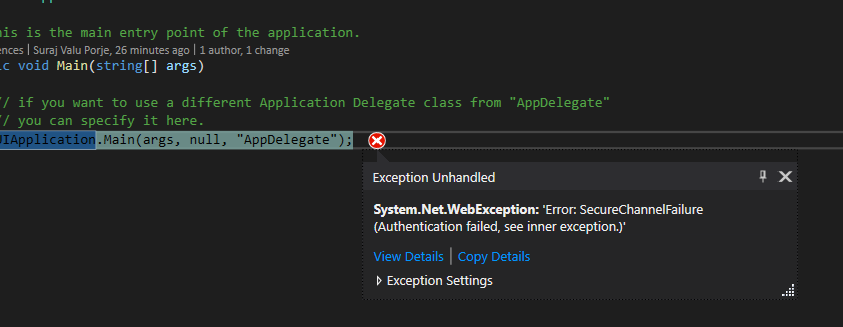 his is the main entry point of the application.
ences | Suraj Valu Porje, 26 minutes ago | 1 author, 1 change
ic void Main(string[] args)
// if you want to use a different Application Delegate class from "AppDelegate"
// you can specify it here.
UIApplication.Main(args, null, "AppDelegate");
Exception Unhandled
System.Net.WebException: 'Error: SecureChannelFailure
(Authentication failed, see inner exception.)'
View Details | Copy Details
Exception Settings